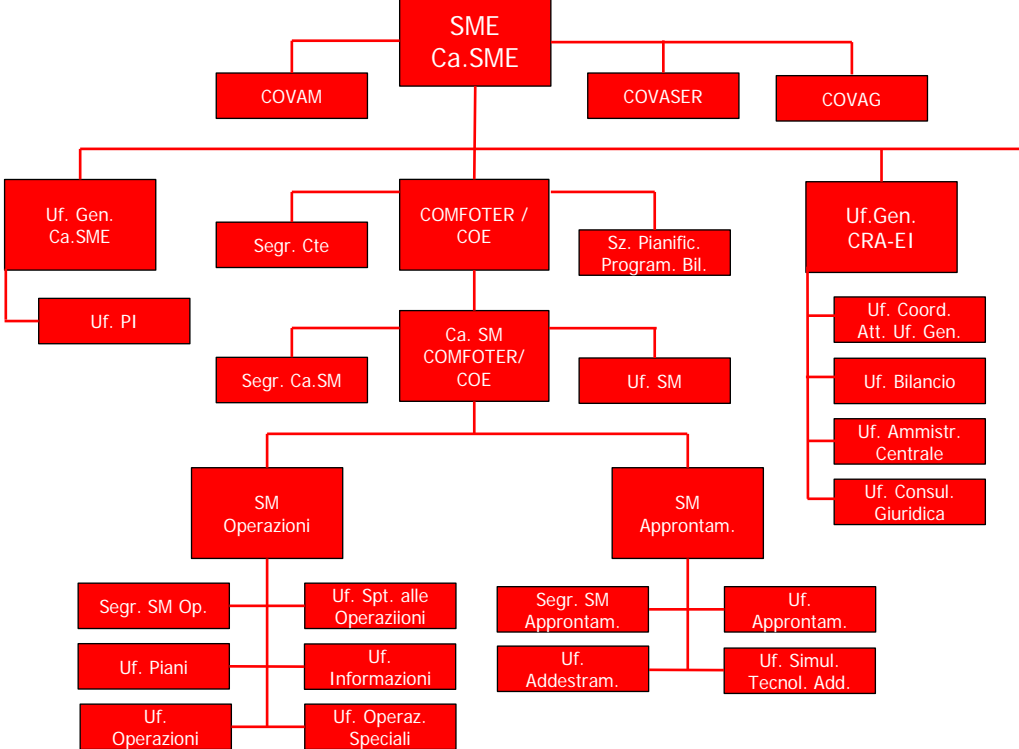 SME
Ca.SME
COVAM
COVASER
COVAG
Uf. Gen.
Ca.SME
Segr. Cte
COMFOTER /
COE
Sz. Pianific.
Program. Bil.
Uf.Gen.
CRA-EI
Uf. PI
Segr. Ca.SM
Ca. SM
COMFOTER/
COE
Uf. SM
Uf. Coord.
Att. Uf. Gen.
Uf. Bilancio
Uf. Ammistr.
Centrale
Uf. Consul.
Giuridica
SM
Operazioni
SM
Approntam.
Segr. SM Op.
Uf. Spt. alle
Operaziioni
Segr. SM
Approntam.
Uf.
Approntam.
Uf. Piani
Uf.
Informazioni
Uf.
Addestram.
Uf. Simul.
Tecnol. Add.
Uf.
Operazioni
Uf. Operaz.
Speciali